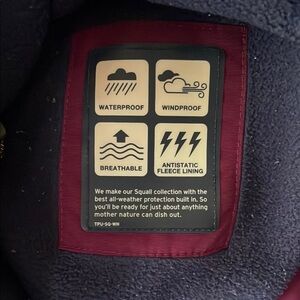 WATERPROOF WINDPROOF
BREATHABLE ANTISTATIC
FLEECE LINING
We make our Squall collection with the
best all-weather protection built in. So
you'll be ready for just about anything
mother nature can dish out.
TPU-SQ-WN